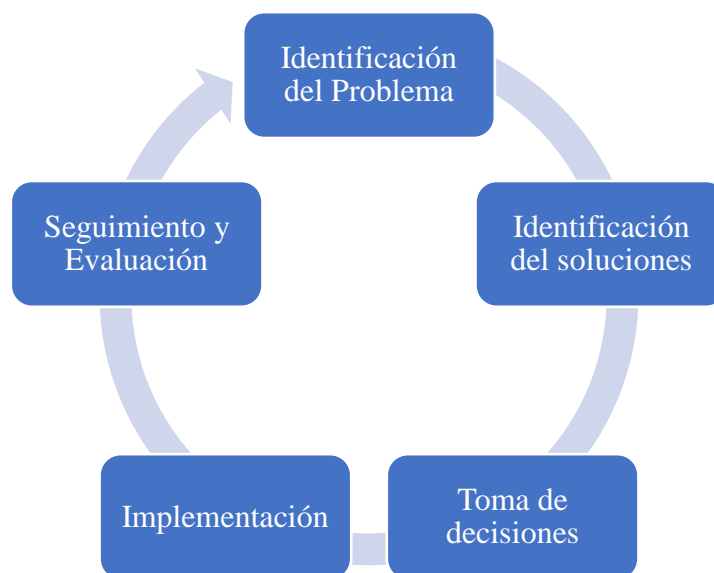 Identificación
del Problema
Identificación
del soluciones
Toma de
decisiones
Implementación
Seguimiento y
Evaluación